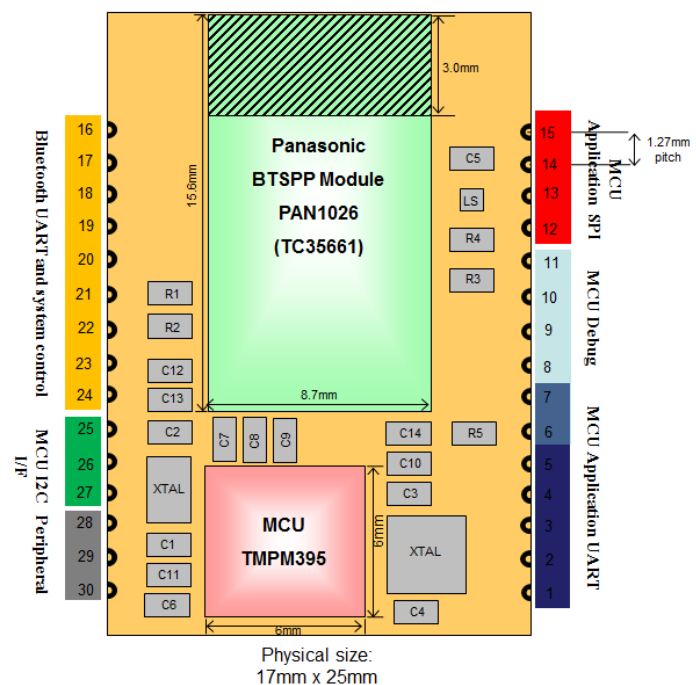 3.0mm
15.6mm
Panasonic
BTSPP Module
PAN1026
(TC35661)
8.7mm
Bluetooth UART and system control
16
17
18
19
20
21
22
23
24
MCU I2C
I/F
25
26
27
Peripheral
28
29
30
R1
R2
C12
C13
C2
XTAL
C1
C11
C6
C7
C8
C9
MCU
TMPM395
6mm
6mm
C5
LS
R4
R3
C14
R5
C10
C3
XTAL
C4
15
14
13
12
11
10
9
8
7
6
5
4
3
2
1
MCU
Application SPI
1.27mm
pitch
MCU Debug
MCU Application UART
Physical size:
17mm x 25mm